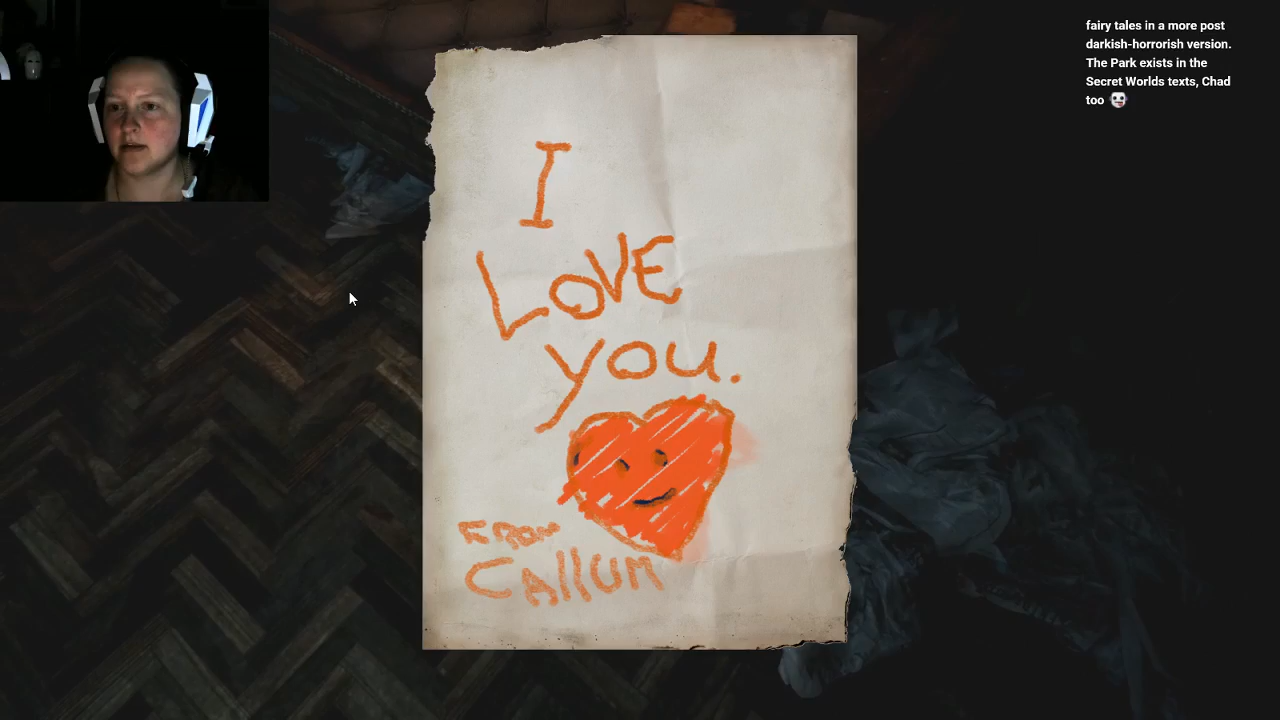 I
LOVE
you.
FROM
CAllUM
fairy tales in a more post
darkish-horrorish version.
The Park exists in the
Secret Worlds texts, Chad
too